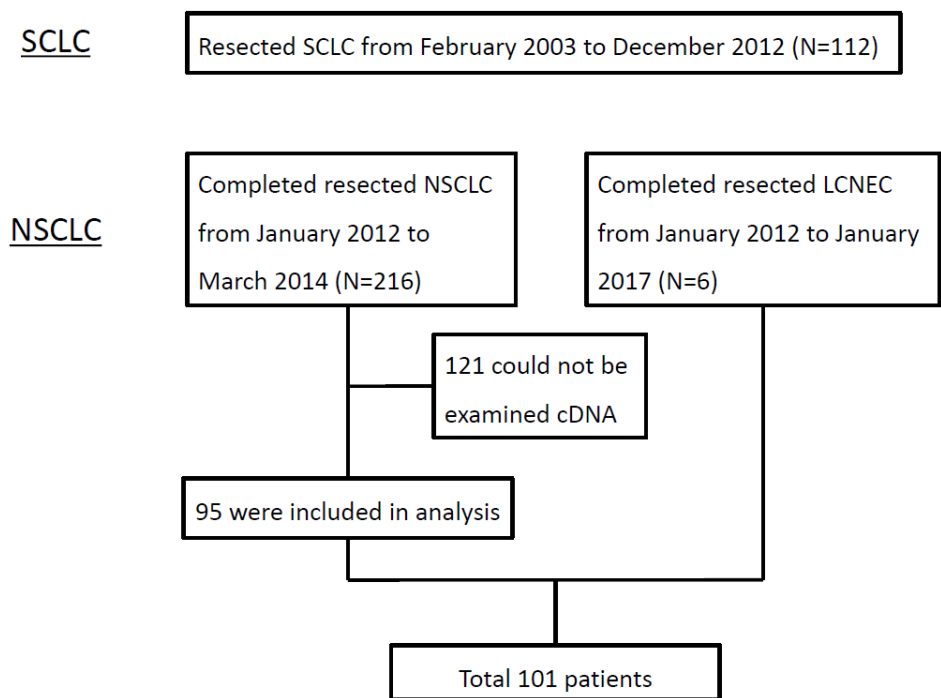 SCLC
Resected SCLC from February 2003 to December 2012 (N=112)
NSCLC
Completed resected NSCLC
from January 2012 to
March 2014 (N=216)
Completed resected LCNEC
from January 2012 to January
2017 (N=6)
121 could not be
examined cDNA
95 were included in analysis
Total 101 patients